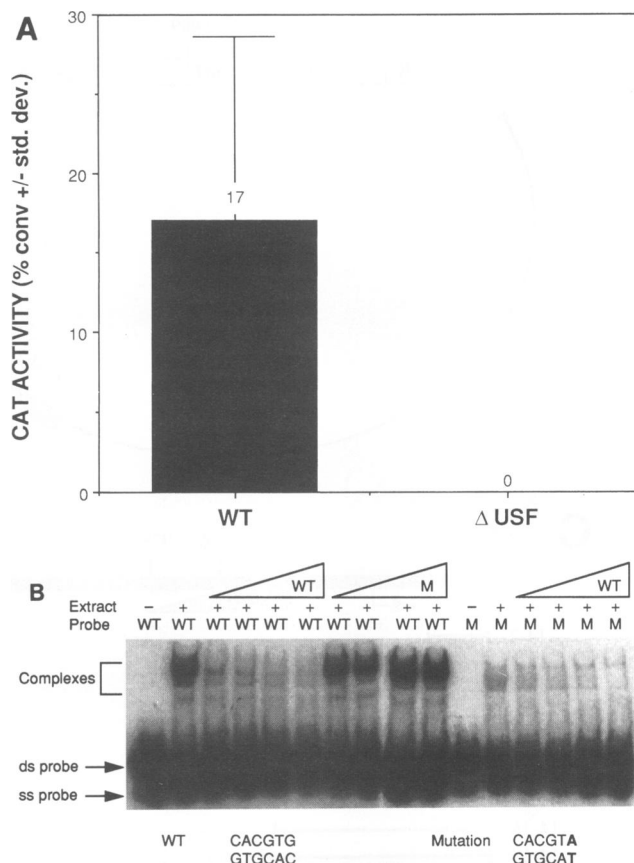 A
30
20
10
0
CAT ACTIVITY (% conv +/- std. dev.)
17
0
WT
Δ USF
B
WT
M
WT
Extract
− + + + + + + + + + − + + + + +
Probe
WT WT WT WT WT WT WT WT WT WT M M M M M M
Complexes
ds probe
ss probe
WT
CACGTG
GTGCAC
Mutation
CACGTA
GTGCAT